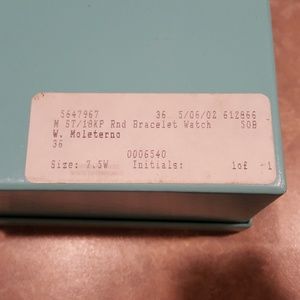 5647967 36 5/06/02 612866
M ST/18KP Rnd Bracelet Watch SOB
W. Moleterno
36
0006540
Size: 7.5W Initials: 1of 1